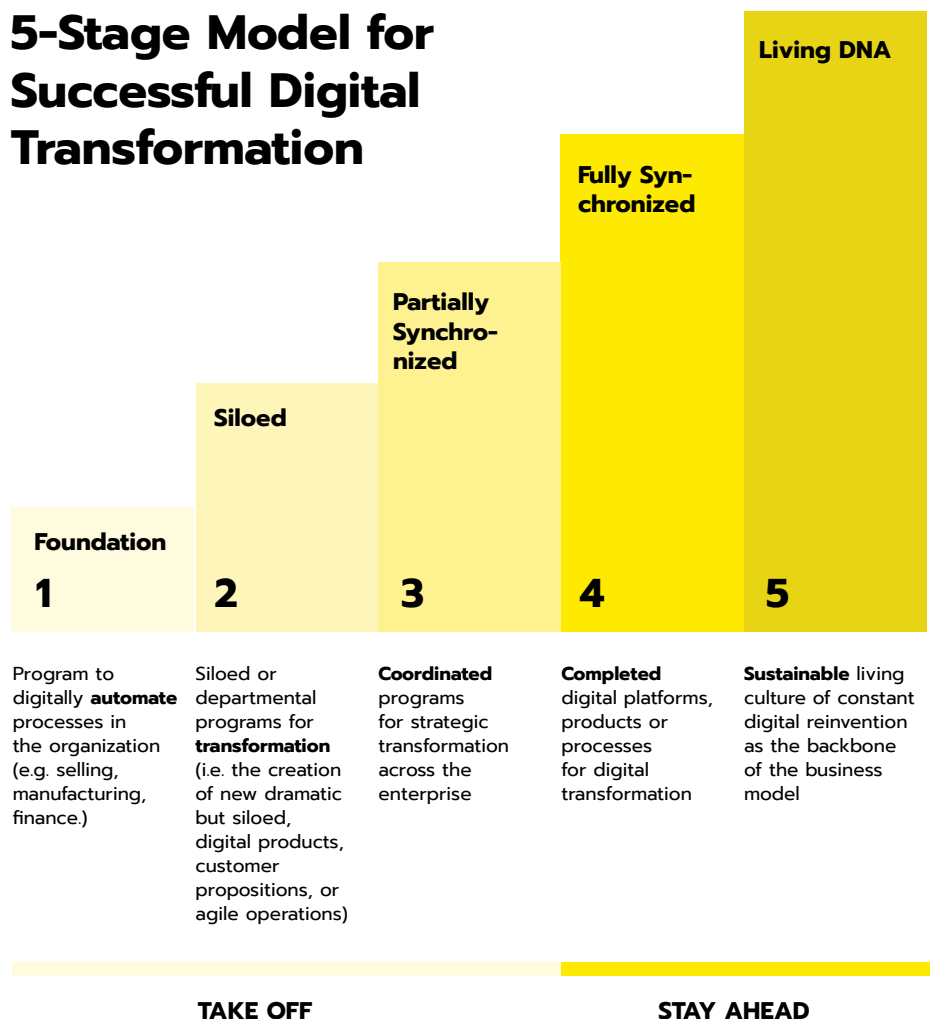 5-Stage Model for
Successful Digital
Transformation
Living DNA
Fully Syn-
chronized
Partially
Synchro-
nized
Siloed
Foundation
1
2
3
4
5
Program to
digitally automate
processes in
the organization
(e.g. selling,
manufacturing,
finance.)
Siloed or
departmental
programs for
transformation
(i.e. the creation
of new dramatic
but siloed,
digital products,
customer
propositions, or
agile operations)
Coordinated
programs
for strategic
transformation
across the
enterprise
Completed
digital platforms,
products or
processes
for digital
transformation
Sustainable living
culture of constant
digital reinvention
as the backbone
of the business
model
TAKE OFF
STAY AHEAD